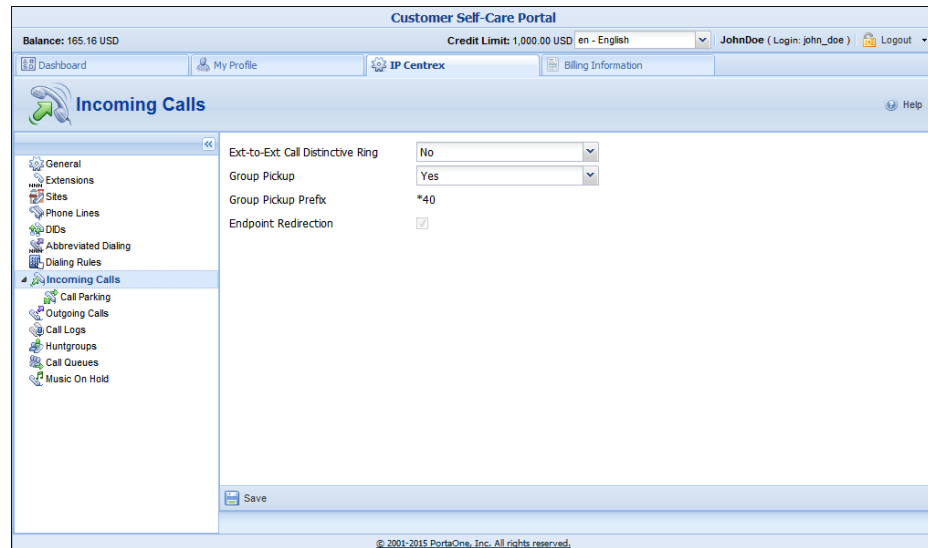 Customer Self-Care Portal
Balance: 165.16 USD Credit Limit: 1,000.00 USD en - English JohnDoe ( Login: john_doe ) Logout
Dashboard My Profile IP Centrex Billing Information
Incoming Calls Help
General
Extensions
Sites
Phone Lines
DIDs
Abbreviated Dialing
Dialing Rules
Incoming Calls
Call Parking
Outgoing Calls
Call Logs
Huntgroups
Call Queues
Music On Hold
Ext-to-Ext Call Distinctive Ring No
Group Pickup Yes
Group Pickup Prefix *40
Endpoint Redirection
Save
© 2001-2015 PortaOne, Inc. All rights reserved.